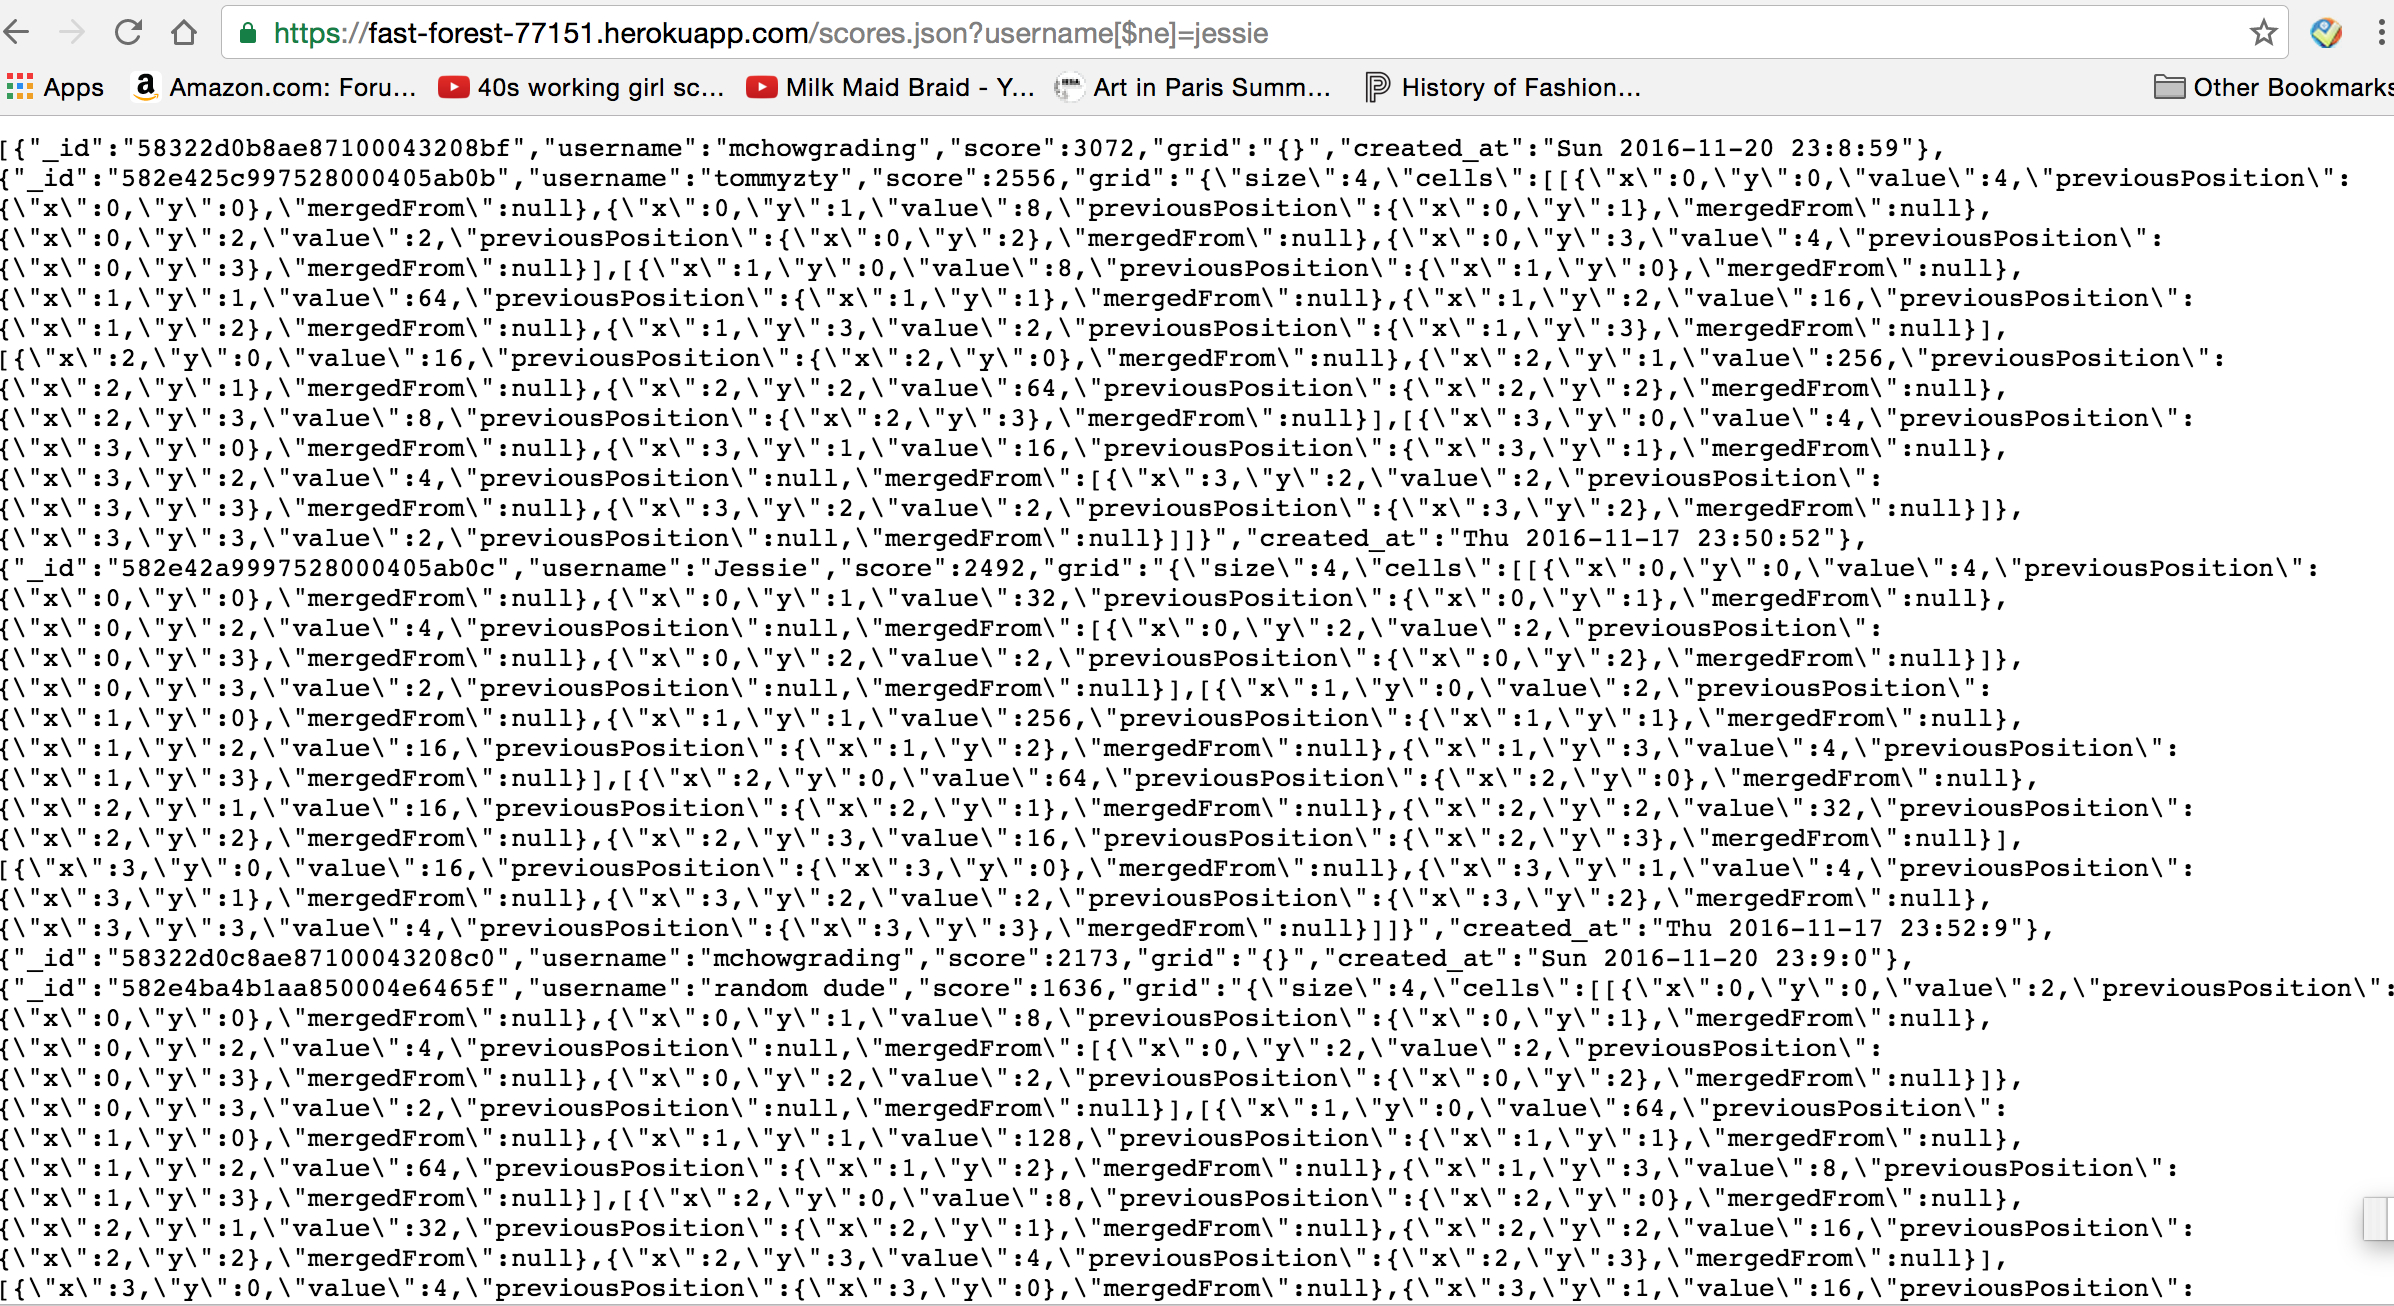 https://fast-forest-77151.herokuapp.com/scores.json?username[$ne]=jessie
Apps Amazon.com: Foru... 40s working girl sc... Milk Maid Braid - Y... Art in Paris Summ... History of Fashion... Other Bookmarks
[{"_id":"58322d0b8ae87100043208bf","username":"mchowgrading","score":3072,"grid":"{}","created_at":"Sun 2016-11-20 23:8:59"},
{"_id":"582e425c997528000405ab0b","username":"tommyzty","score":2556,"grid":"{\"size\":4,\"cells\":[[{\"x\":0,\"y\":0,\"value\":4,\"previousPosition\":
{\"x\":0,\"y\":0},\"mergedFrom\":null},{\"x\":0,\"y\":1,\"value\":8,\"previousPosition\":{\"x\":0,\"y\":1},\"mergedFrom\":null},
{\"x\":0,\"y\":2,\"value\":2,\"previousPosition\":{\"x\":0,\"y\":2},\"mergedFrom\":null},{\"x\":0,\"y\":3,\"value\":4,\"previousPosition\":
{\"x\":0,\"y\":3},\"mergedFrom\":null}],[{\"x\":1,\"y\":0,\"value\":8,\"previousPosition\":{\"x\":1,\"y\":0},\"mergedFrom\":null},
{\"x\":1,\"y\":1,\"value\":64,\"previousPosition\":{\"x\":1,\"y\":1},\"mergedFrom\":null},{\"x\":1,\"y\":2,\"value\":16,\"previousPosition\":
{\"x\":1,\"y\":2},\"mergedFrom\":null},{\"x\":1,\"y\":3,\"value\":2,\"previousPosition\":{\"x\":1,\"y\":3},\"mergedFrom\":null}],
[{\"x\":2,\"y\":0,\"value\":16,\"previousPosition\":{\"x\":2,\"y\":0},\"mergedFrom\":null},{\"x\":2,\"y\":1,\"value\":256,\"previousPosition\":
{\"x\":2,\"y\":1},\"mergedFrom\":null},{\"x\":2,\"y\":2,\"value\":64,\"previousPosition\":{\"x\":2,\"y\":2},\"mergedFrom\":null},
{\"x\":2,\"y\":3,\"value\":8,\"previousPosition\":{\"x\":2,\"y\":3},\"mergedFrom\":null}],[{\"x\":3,\"y\":0,\"value\":4,\"previousPosition\":
{\"x\":3,\"y\":0},\"mergedFrom\":null},{\"x\":3,\"y\":1,\"value\":16,\"previousPosition\":{\"x\":3,\"y\":1},\"mergedFrom\":null},
{\"x\":3,\"y\":2,\"value\":4,\"previousPosition\":null,\"mergedFrom\":[{\"x\":3,\"y\":2,\"value\":2,\"previousPosition\":
{\"x\":3,\"y\":3},\"mergedFrom\":null},{\"x\":3,\"y\":2,\"value\":2,\"previousPosition\":{\"x\":3,\"y\":2},\"mergedFrom\":null}]},
{\"x\":3,\"y\":3,\"value\":2,\"previousPosition\":null,\"mergedFrom\":null}]]}","created_at":"Thu 2016-11-17 23:50:52"},
{"_id":"582e42a9997528000405ab0c","username":"Jessie","score":2492,"grid":"{\"size\":4,\"cells\":[[{\"x\":0,\"y\":0,\"value\":4,\"previousPosition\":
{\"x\":0,\"y\":0},\"mergedFrom\":null},{\"x\":0,\"y\":1,\"value\":32,\"previousPosition\":{\"x\":0,\"y\":1},\"mergedFrom\":null},
{\"x\":0,\"y\":2,\"value\":4,\"previousPosition\":null,\"mergedFrom\":[{\"x\":0,\"y\":2,\"value\":2,\"previousPosition\":
{\"x\":0,\"y\":3},\"mergedFrom\":null},{\"x\":0,\"y\":2,\"value\":2,\"previousPosition\":{\"x\":0,\"y\":2},\"mergedFrom\":null}]},
{\"x\":0,\"y\":3,\"value\":2,\"previousPosition\":null,\"mergedFrom\":null}],[{\"x\":1,\"y\":0,\"value\":2,\"previousPosition\":
{\"x\":1,\"y\":0},\"mergedFrom\":null},{\"x\":1,\"y\":1,\"value\":256,\"previousPosition\":{\"x\":1,\"y\":1},\"mergedFrom\":null},
{\"x\":1,\"y\":2,\"value\":16,\"previousPosition\":{\"x\":1,\"y\":2},\"mergedFrom\":null},{\"x\":1,\"y\":3,\"value\":4,\"previousPosition\":
{\"x\":1,\"y\":3},\"mergedFrom\":null}],[{\"x\":2,\"y\":0,\"value\":64,\"previousPosition\":{\"x\":2,\"y\":0},\"mergedFrom\":null},
{\"x\":2,\"y\":1,\"value\":16,\"previousPosition\":{\"x\":2,\"y\":1},\"mergedFrom\":null},{\"x\":2,\"y\":2,\"value\":32,\"previousPosition\":
{\"x\":2,\"y\":2},\"mergedFrom\":null},{\"x\":2,\"y\":3,\"value\":16,\"previousPosition\":{\"x\":2,\"y\":3},\"mergedFrom\":null}],
[{\"x\":3,\"y\":0,\"value\":16,\"previousPosition\":{\"x\":3,\"y\":0},\"mergedFrom\":null},{\"x\":3,\"y\":1,\"value\":4,\"previousPosition\":
{\"x\":3,\"y\":1},\"mergedFrom\":null},{\"x\":3,\"y\":2,\"value\":2,\"previousPosition\":{\"x\":3,\"y\":2},\"mergedFrom\":null},
{\"x\":3,\"y\":3,\"value\":4,\"previousPosition\":{\"x\":3,\"y\":3},\"mergedFrom\":null}]]}","created_at":"Thu 2016-11-17 23:52:9"},
{"_id":"58322d0c8ae87100043208c0","username":"mchowgrading","score":2173,"grid":"{}","created_at":"Sun 2016-11-20 23:9:0"},
{"_id":"582e4ba4b1aa850004e6465f","username":"random dude","score":1636,"grid":"{\"size\":4,\"cells\":[[{\"x\":0,\"y\":0,\"value\":2,\"previousPosition\":
{\"x\":0,\"y\":0},\"mergedFrom\":null},{\"x\":0,\"y\":1,\"value\":8,\"previousPosition\":{\"x\":0,\"y\":1},\"mergedFrom\":null},
{\"x\":0,\"y\":2,\"value\":4,\"previousPosition\":null,\"mergedFrom\":[{\"x\":0,\"y\":2,\"value\":2,\"previousPosition\":
{\"x\":0,\"y\":3},\"mergedFrom\":null},{\"x\":0,\"y\":2,\"value\":2,\"previousPosition\":{\"x\":0,\"y\":2},\"mergedFrom\":null}]},
{\"x\":0,\"y\":3,\"value\":2,\"previousPosition\":null,\"mergedFrom\":null}],[{\"x\":1,\"y\":0,\"value\":64,\"previousPosition\":
{\"x\":1,\"y\":0},\"mergedFrom\":null},{\"x\":1,\"y\":1,\"value\":128,\"previousPosition\":{\"x\":1,\"y\":1},\"mergedFrom\":null},
{\"x\":1,\"y\":2,\"value\":64,\"previousPosition\":{\"x\":1,\"y\":2},\"mergedFrom\":null},{\"x\":1,\"y\":3,\"value\":8,\"previousPosition\":
{\"x\":1,\"y\":3},\"mergedFrom\":null}],[{\"x\":2,\"y\":0,\"value\":8,\"previousPosition\":{\"x\":2,\"y\":0},\"mergedFrom\":null},
{\"x\":2,\"y\":1,\"value\":32,\"previousPosition\":{\"x\":2,\"y\":1},\"mergedFrom\":null},{\"x\":2,\"y\":2,\"value\":16,\"previousPosition\":
{\"x\":2,\"y\":2},\"mergedFrom\":null},{\"x\":2,\"y\":3,\"value\":4,\"previousPosition\":{\"x\":2,\"y\":3},\"mergedFrom\":null}],
[{\"x\":3,\"y\":0,\"value\":4,\"previousPosition\":{\"x\":3,\"y\":0},\"mergedFrom\":null},{\"x\":3,\"y\":1,\"value\":16,\"previousPosition\":